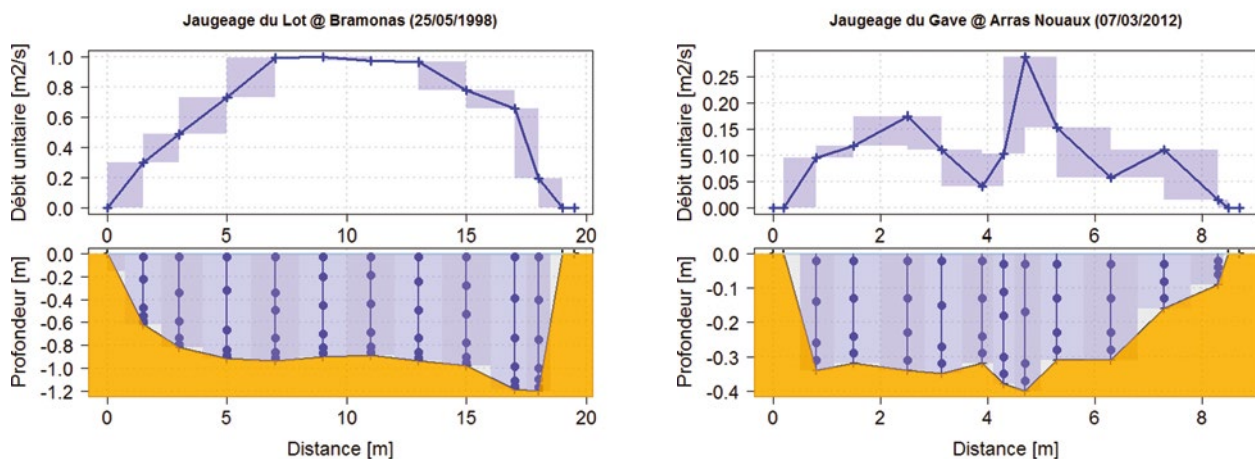 Jaugeage du Lot @ Bramonas (25/05/1998)
Débit unitaire [m2/s]
1.0
0.8
0.6
0.4
0.2
0.0
0 5 10 15 20
Profondeur [m]
0.0
-0.2
-0.4
-0.6
-0.8
-1.0
-1.2
0 5 10 15 20
Distance [m]
Jaugeage du Gave @ Arras Nouaux (07/03/2012)
Débit unitaire [m2/s]
0.25
0.20
0.15
0.10
0.05
0.00
0 2 4 6 8
Profondeur [m]
0.0
-0.1
-0.2
-0.3
-0.4
0 2 4 6 8
Distance [m]